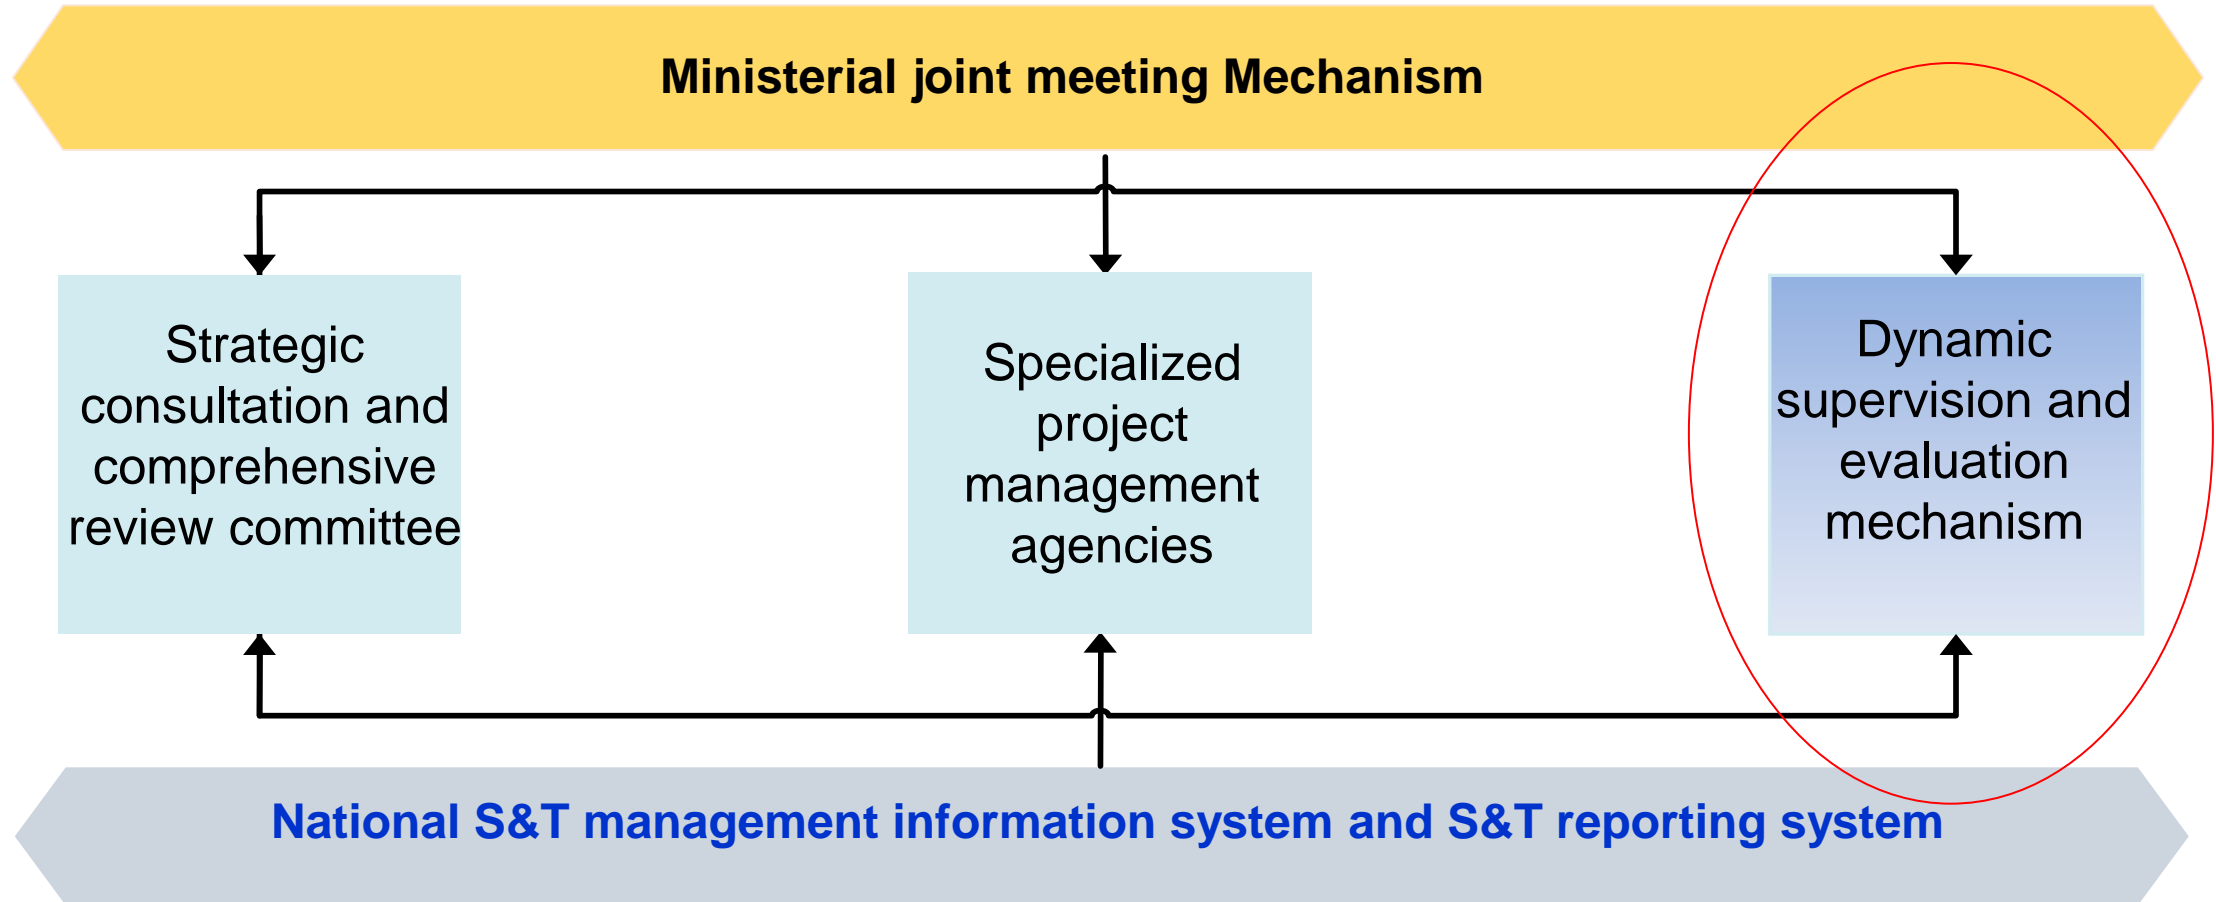 Ministerial joint meeting Mechanism
Strategic
consultation and
comprehensive
review committee
Specialized
project
management
agencies
Dynamic
supervision and
evaluation
mechanism
National S&T management information system and S&T reporting system